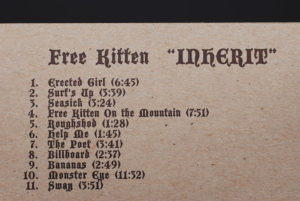 Free Kitten "INHERIT"
1. Erected Girl (6:45)
2. Surf's Up (3:39)
3. Seasick (3:24)
4. Free Kitten On the Mountain (7:51)
5. Roughshod (1:28)
6. Help Me (1:45)
7. The Poet (3:41)
8. Billboard (2:37)
9. Bananas (2:49)
10. Monster Eye (11:32)
11. Sway (3:51)